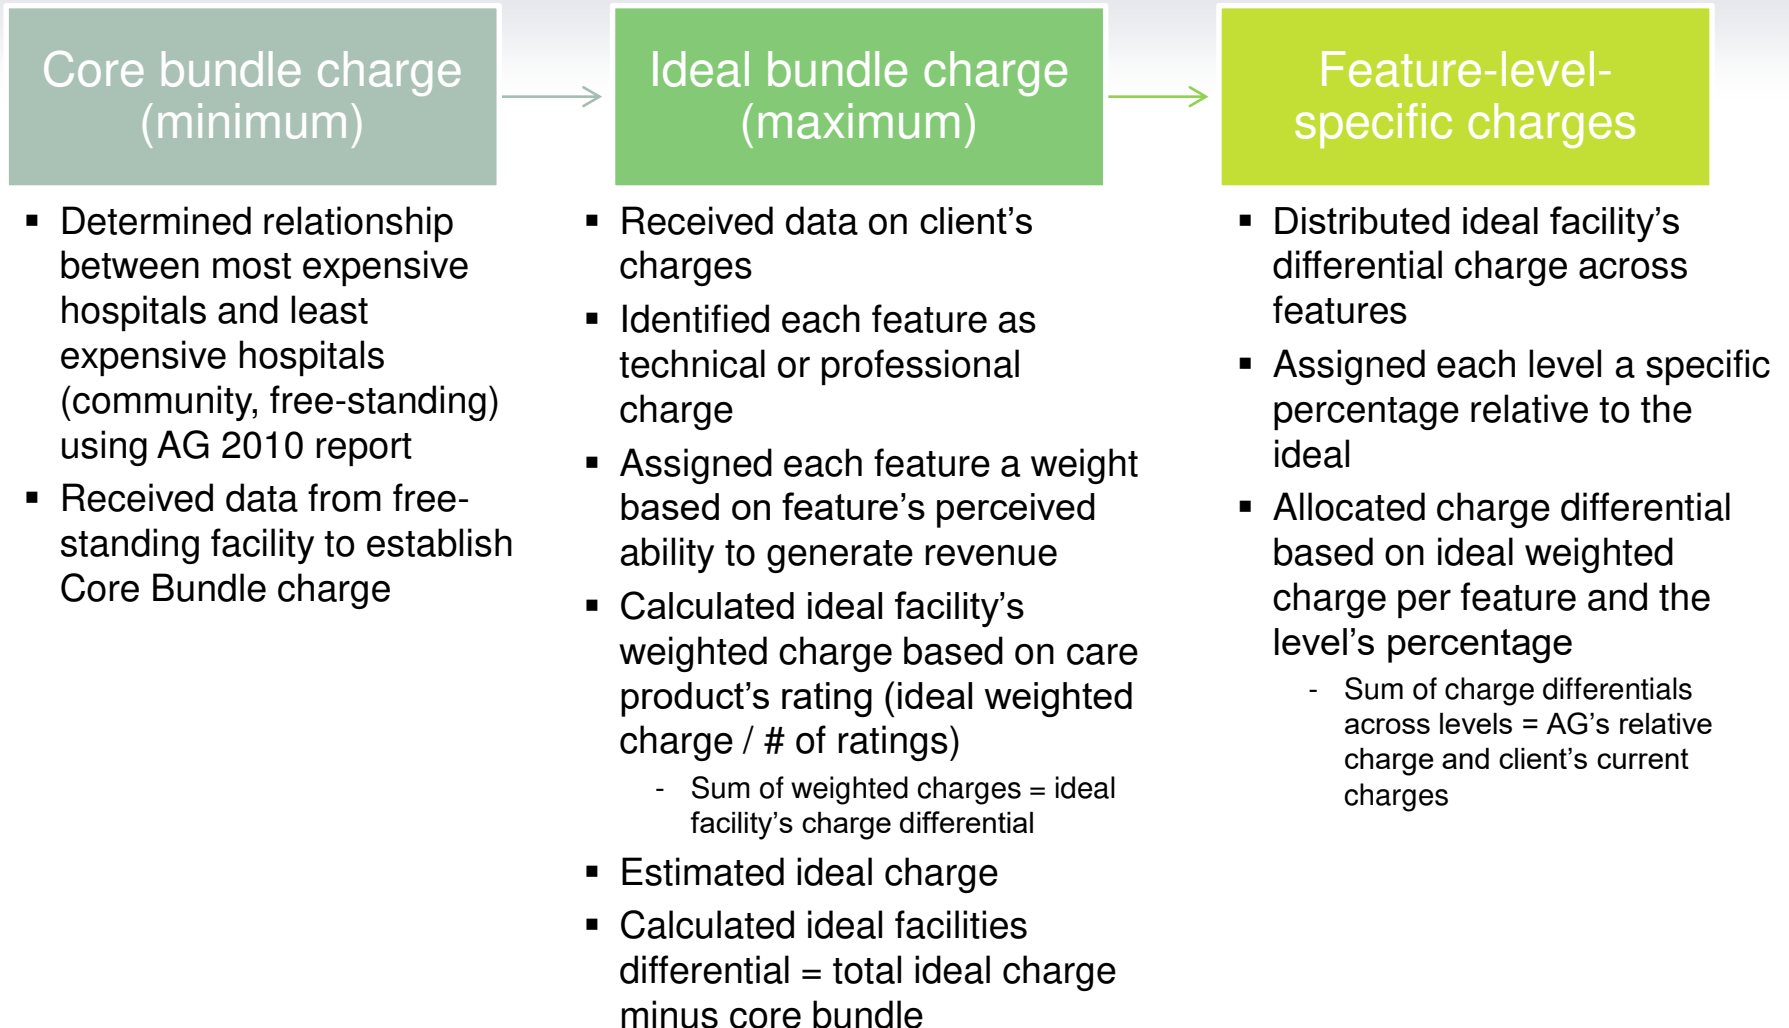 Core bundle charge
(minimum)
▪ Determined relationship
between most expensive
hospitals and least
expensive hospitals
(community, free-standing)
using AG 2010 report
▪ Received data from free-
standing facility to establish
Core Bundle charge
Ideal bundle charge
(maximum)
▪ Received data on client’s
charges
▪ Identified each feature as
technical or professional
charge
▪ Assigned each feature a weight
based on feature’s perceived
ability to generate revenue
▪ Calculated ideal facility’s
weighted charge based on care
product’s rating (ideal weighted
charge / # of ratings)
- Sum of weighted charges = ideal
facility’s charge differential
▪ Estimated ideal charge
▪ Calculated ideal facilities
differential = total ideal charge
minus core bundle
Feature-level-
specific charges
▪ Distributed ideal facility’s
differential charge across
features
▪ Assigned each level a specific
percentage relative to the
ideal
▪ Allocated charge differential
based on ideal weighted
charge per feature and the
level’s percentage
- Sum of charge differentials
across levels = AG’s relative
charge and client’s current
charges